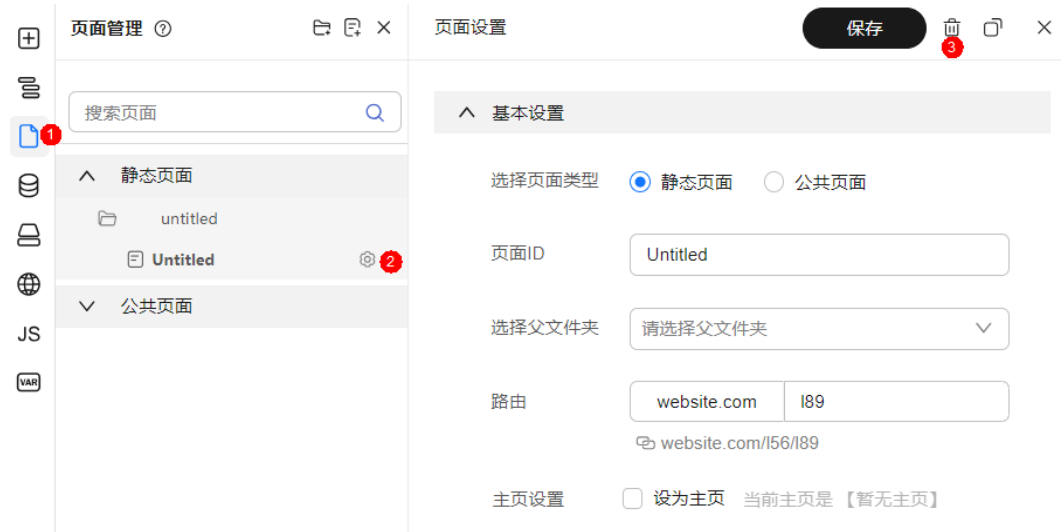 页面管理
页面设置
保存
3
搜索页面
1
基本设置
静态页面
选择页面类型
静态页面
公共页面
untitled
Untitled
2
页面ID
Untitled
公共页面
选择父文件夹
请选择父文件夹
JS
VAR
路由
website.com
l89
website.com/l56/l89
主页设置
设为主页
当前主页是 【暂无主页】